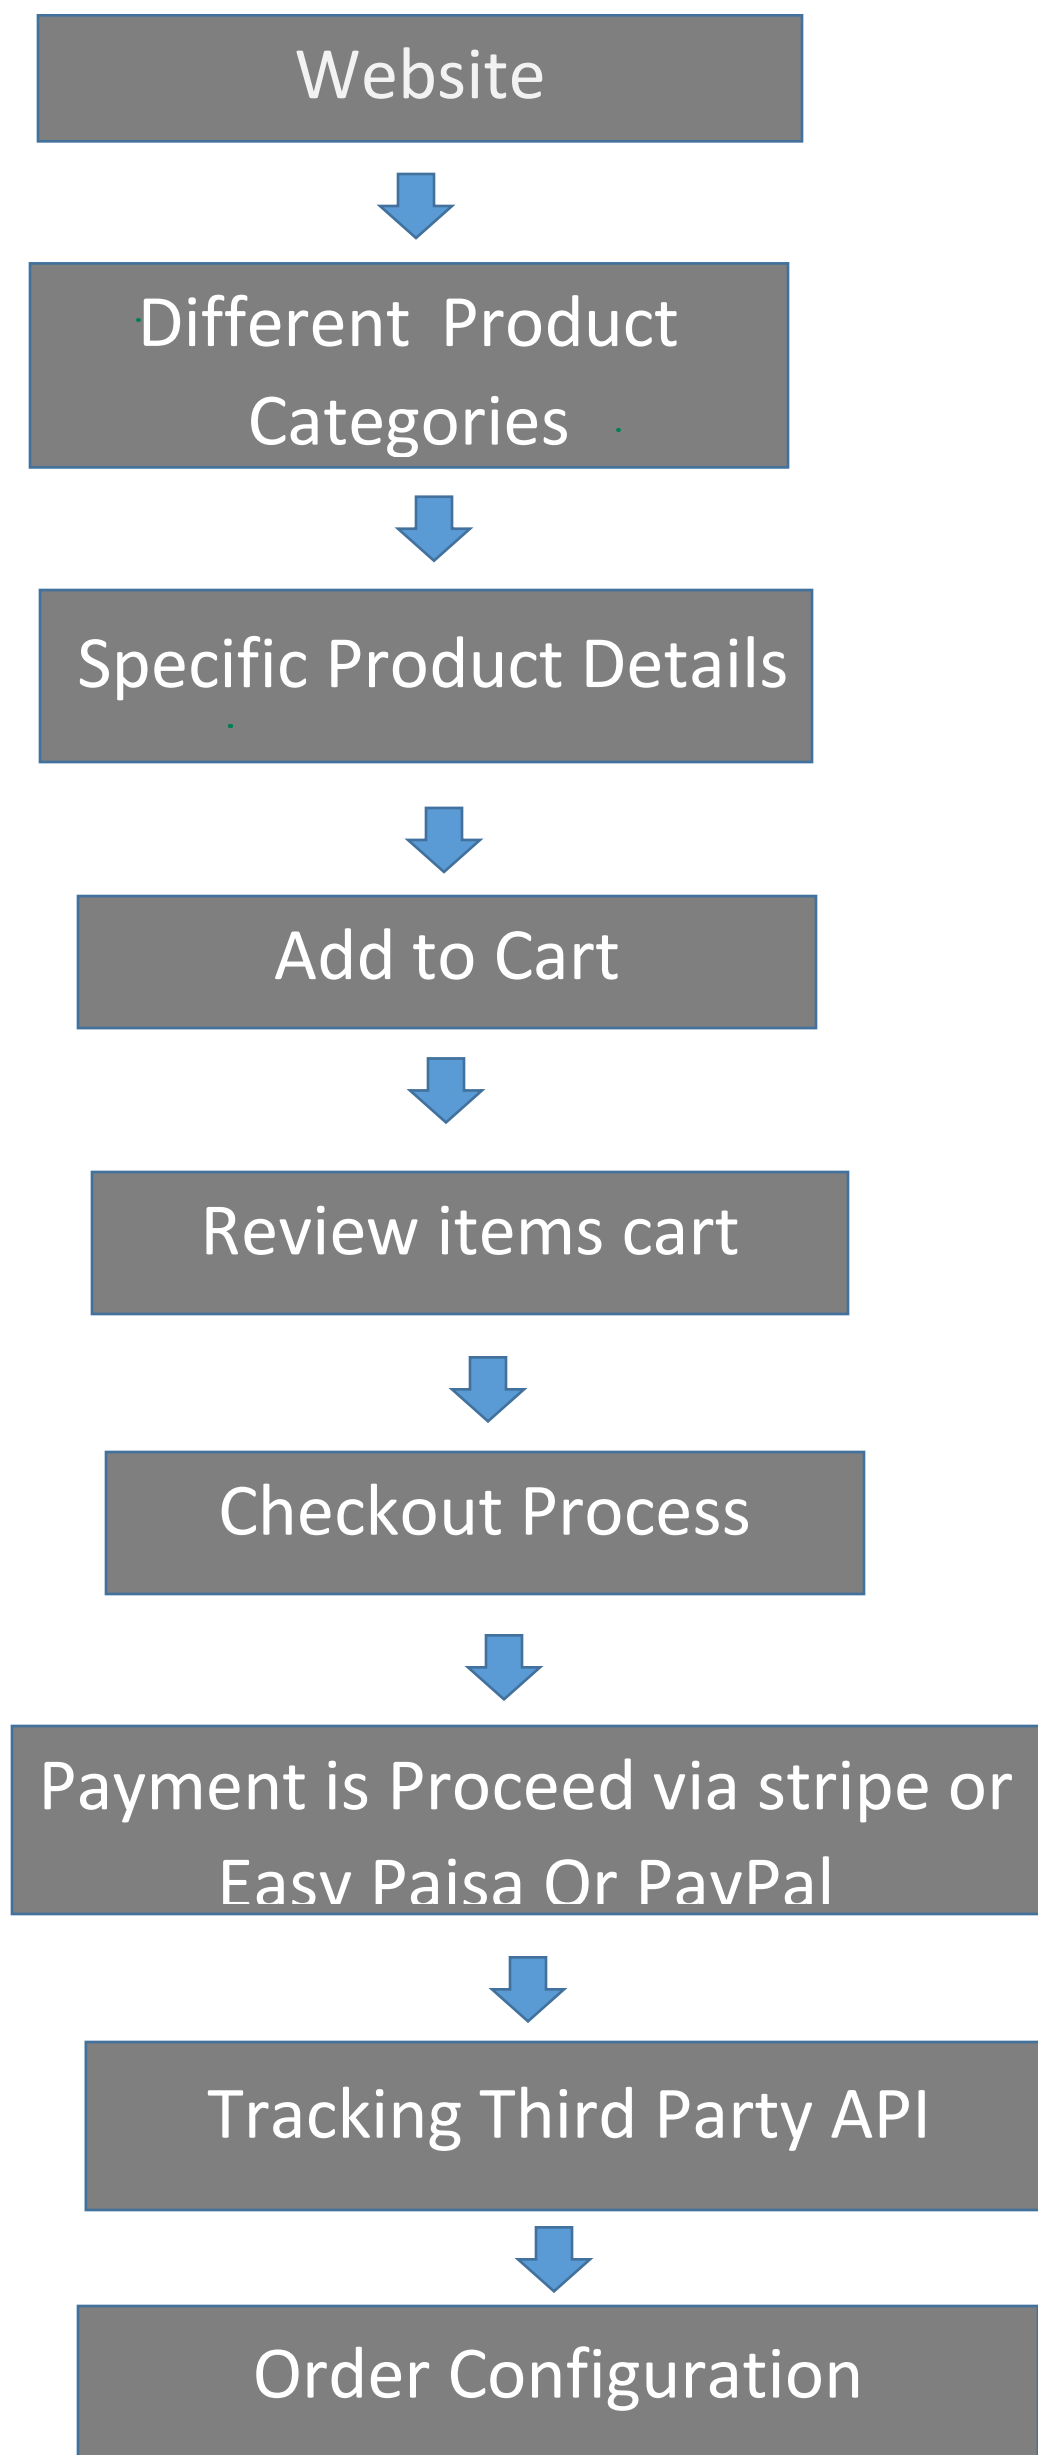 Website
Different Product
Categories
Specific Product Details
Add to Cart
Review items cart
Checkout Process
Payment is Proceed via stripe or
Easy Paisa Or PayPal
Tracking Third Party API
Order Configuration